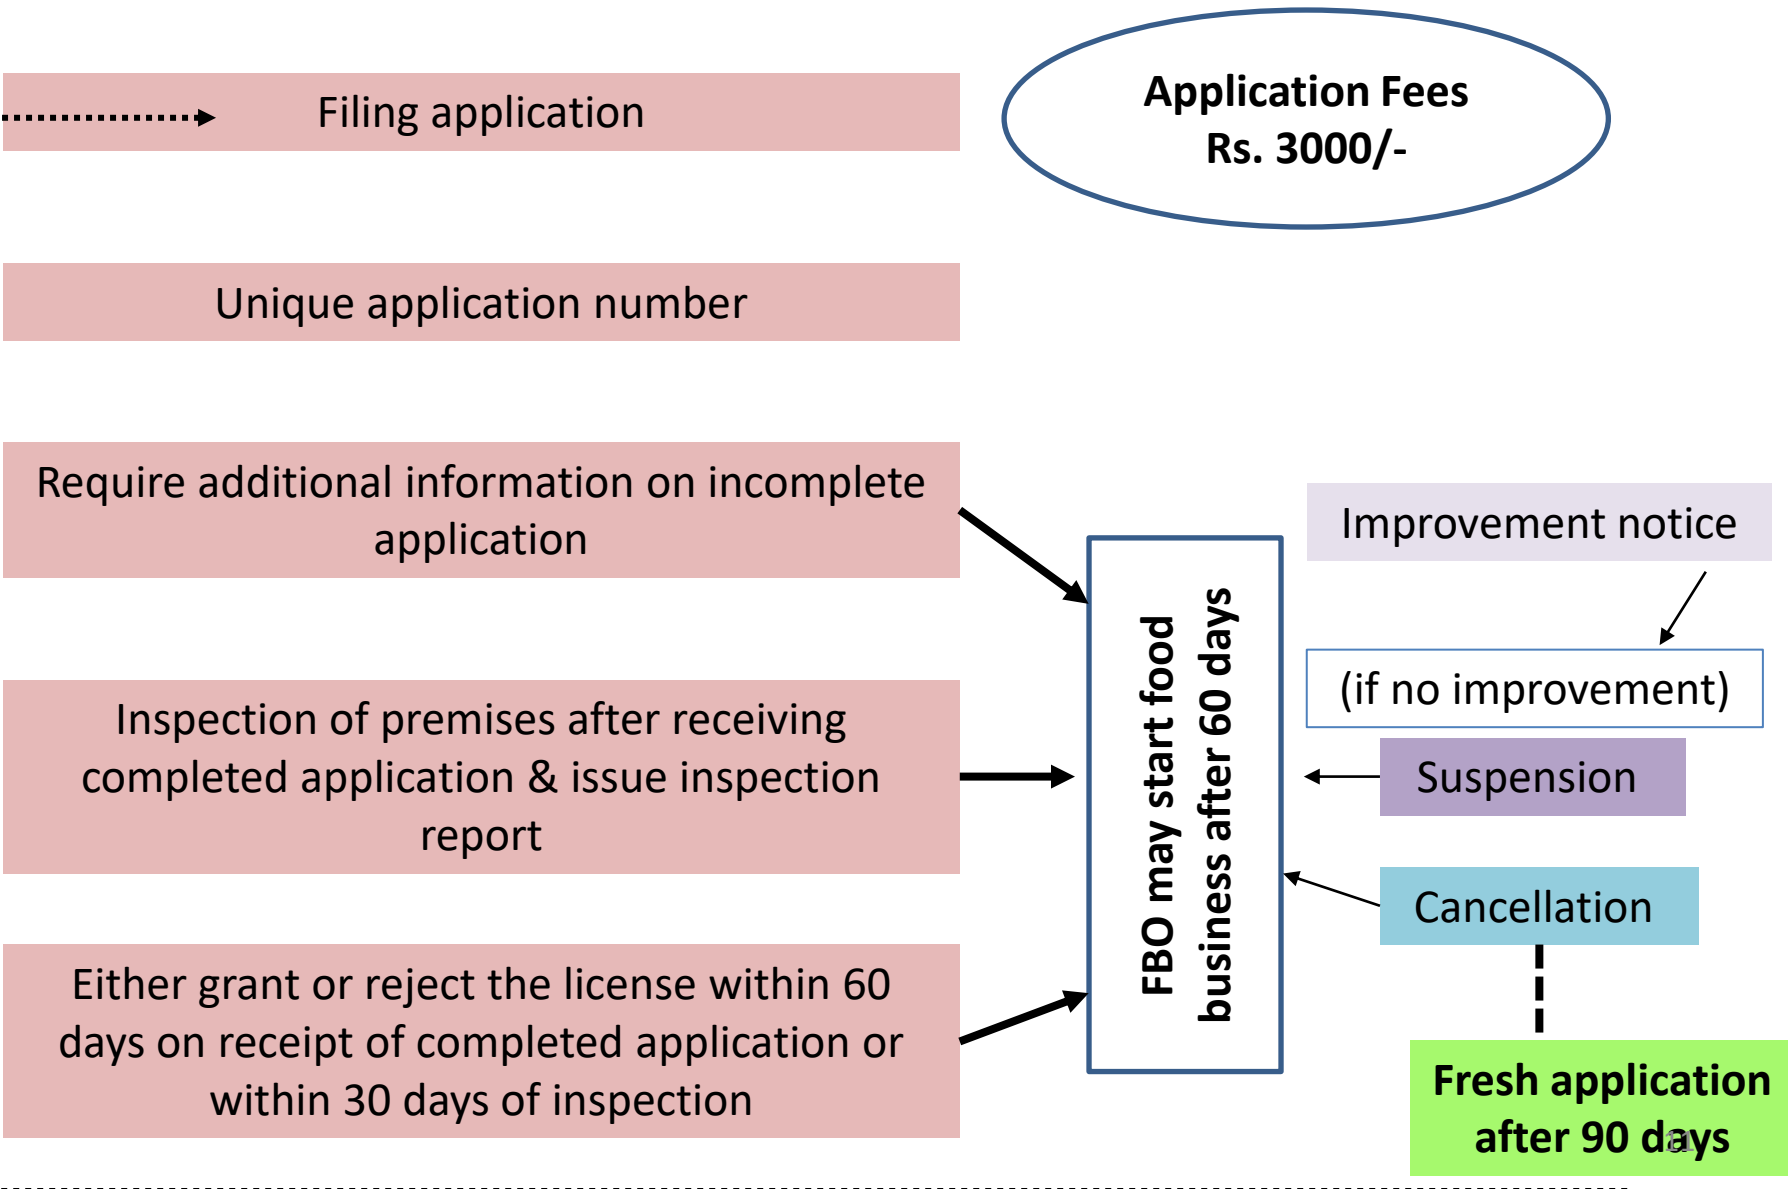 Filing application
Application Fees
Rs. 3000/-
Unique application number
Require additional information on incomplete
application
Inspection of premises after receiving
completed application & issue inspection
report
Either grant or reject the license within 60
days on receipt of completed application or
within 30 days of inspection
FBO may start food
business after 60 days
Improvement notice
(if no improvement)
Suspension
Cancellation
Fresh application
after 90 days
11